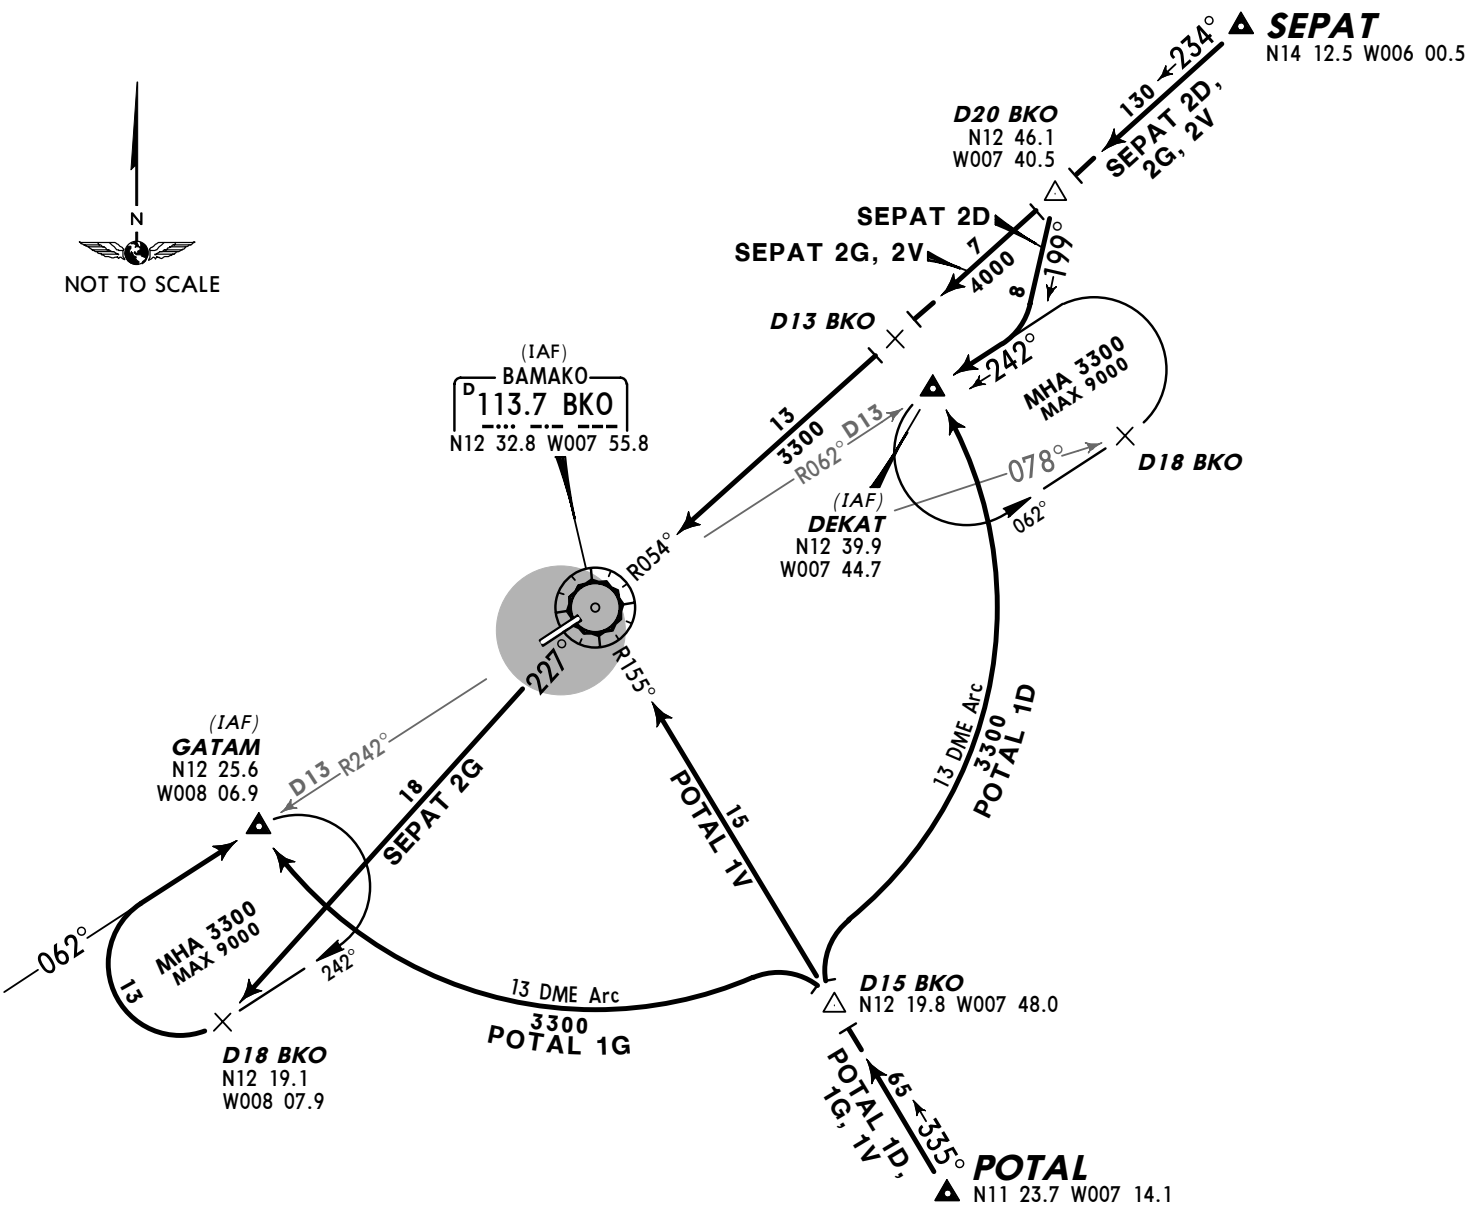 SEPAT
N14 12.5 W006 00.5
←234°
130
SEPAT 2D,
2G, 2V
D20 BKO
N12 46.1
W007 40.5
SEPAT 2D
SEPAT 2G, 2V
7
4000
←199°
8
N
NOT TO SCALE
D13 BKO
←242°
MHA 3300
MAX 9000
(IAF)
BAMAKO
D 113.7 BKO
N12 32.8 W007 55.8
13
3300
R062° D13
078°
D18 BKO
062°
(IAF)
DEKAT
N12 39.9
W007 44.7
R054°
227°
R155°
(IAF)
GATAM
N12 25.6
W008 06.9
D13 R242°
18
SEPAT 2G
15
POTAL 1V
13 DME Arc
3300
POTAL 1D
062°
MHA 3300
MAX 9000
242°
13
13 DME Arc
3300
POTAL 1G
D15 BKO
N12 19.8 W007 48.0
D18 BKO
N12 19.1
W008 07.9
65 ←335°
POTAL 1D,
1G, 1V
POTAL
N11 23.7 W007 14.1